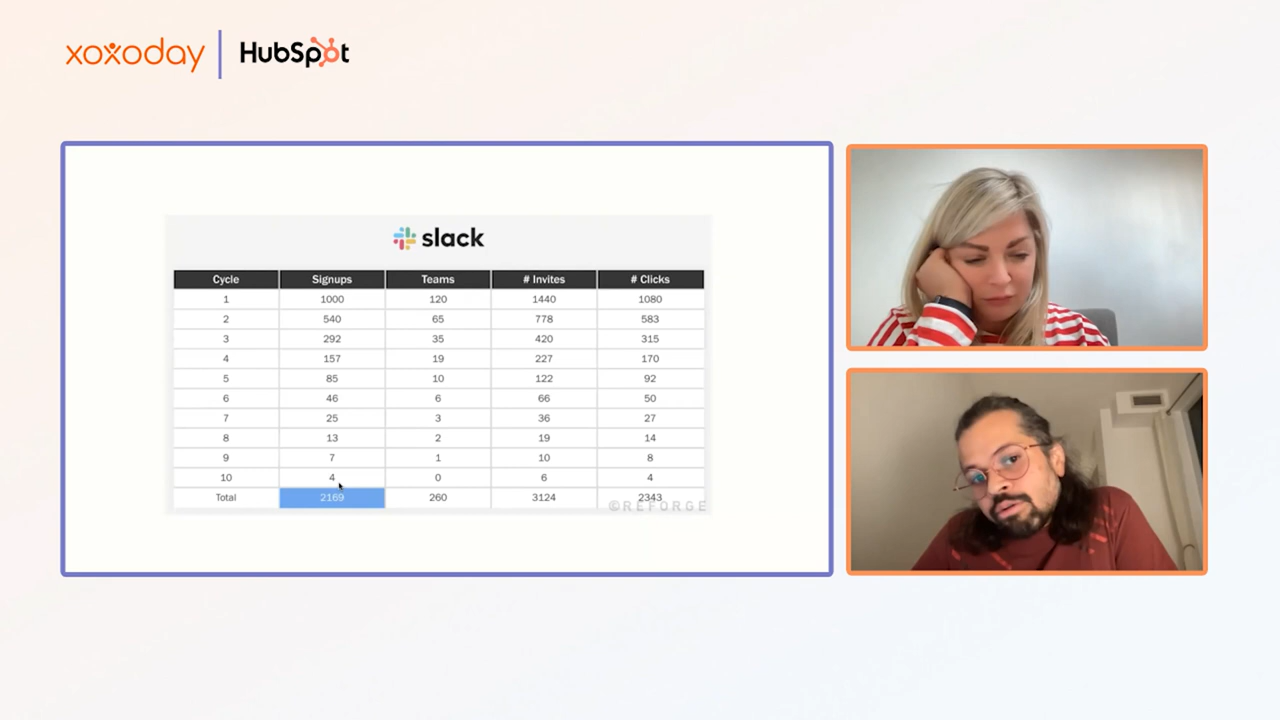 xoxoday | HubSpot
slack
Cycle Signups Teams # Invites # Clicks
1 1000 120 1440 1080
2 540 65 778 583
3 292 35 420 315
4 157 19 227 170
5 85 10 122 92
6 46 6 66 50
7 25 3 36 27
8 13 2 19 14
9 7 1 10 8
10 4 0 6 4
Total 2169 260 3124 2343
©REFORGE